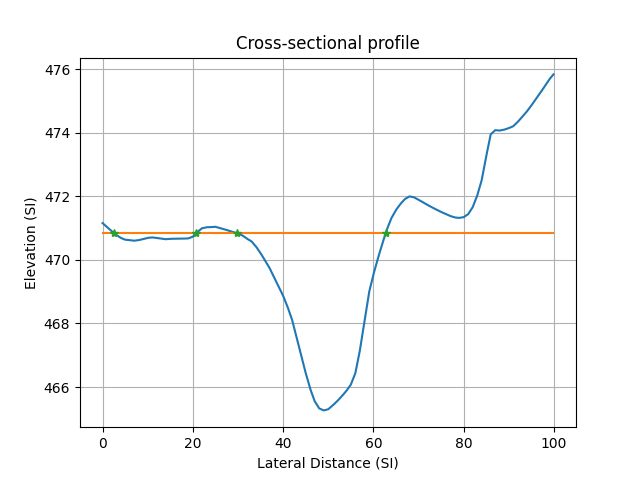 Cross-sectional profile
476
474
472
470
468
466
Elevation (SI)
0 20 40 60 80 100
Lateral Distance (SI)